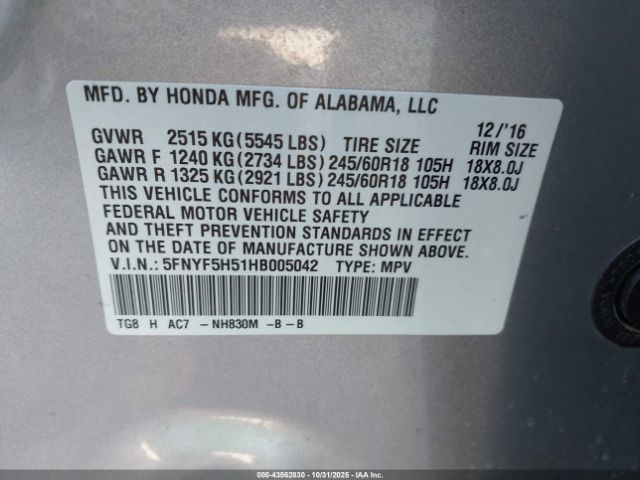 MFD. BY HONDA MFG. OF ALABAMA, LLC
12/'16
GVWR 2515 KG(5545 LBS) TIRE SIZE RIM SIZE
GAWR F 1240 KG(2734 LBS) 245/60R18 105H 18X8.0J
GAWR R 1325 KG(2921 LBS) 245/60R18 105H 18X8.0J
THIS VEHICLE CONFORMS TO ALL APPLICABLE
FEDERAL MOTOR VEHICLE SAFETY
AND THEFT PREVENTION STANDARDS IN EFFECT
ON THE DATE OF MANUFACTURE SHOWN ABOVE.
V.I.N.: 5FNYF5H51HB005042 TYPE: MPV
TG8 H AC7 -NH830M -B-B
© COPART - 43562830 - 10/31/2025 - PUBLIC